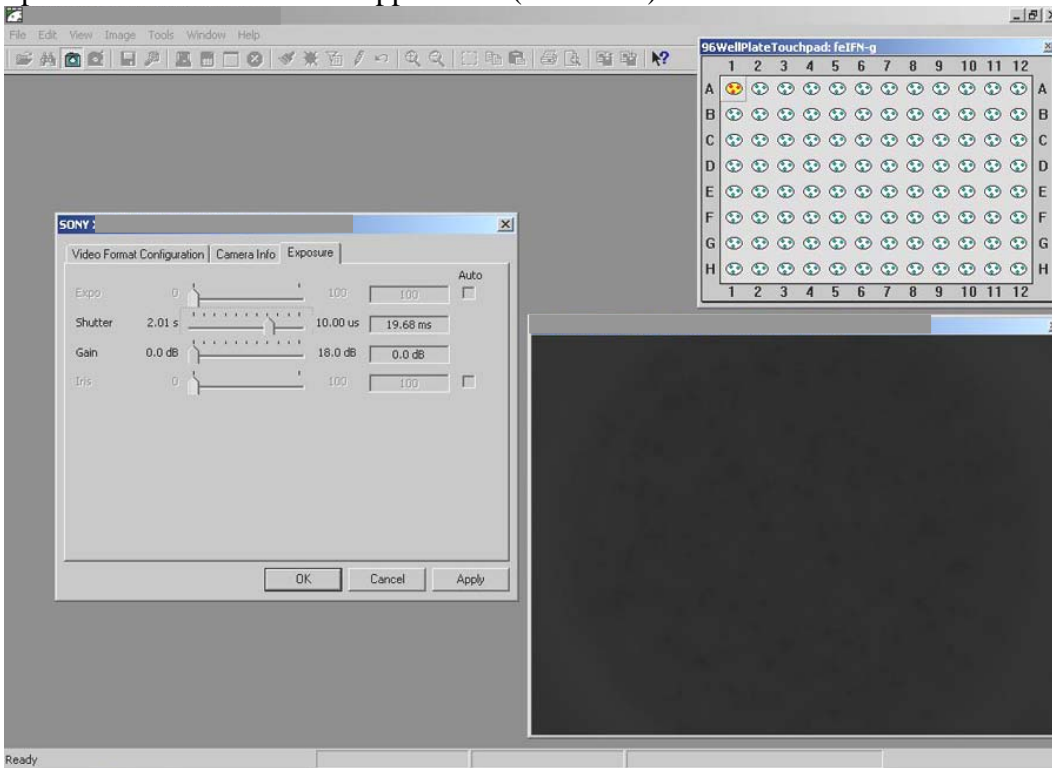 File Edit View Image Tools Window Help
96WellPlateTouchpad: feIFN-g
1 2 3 4 5 6 7 8 9 10 11 12
A A
B B
C C
D D
E E
F F
G G
H H
1 2 3 4 5 6 7 8 9 10 11 12
SONY
Video Format Configuration Camera Info Exposure
Auto
Expo 0 100 100
Shutter 2.01 s 10.00 us 19.68 ms
Gain 0.0 dB 18.0 dB 0.0 dB
Iris 0 100 100
OK Cancel Apply
Ready